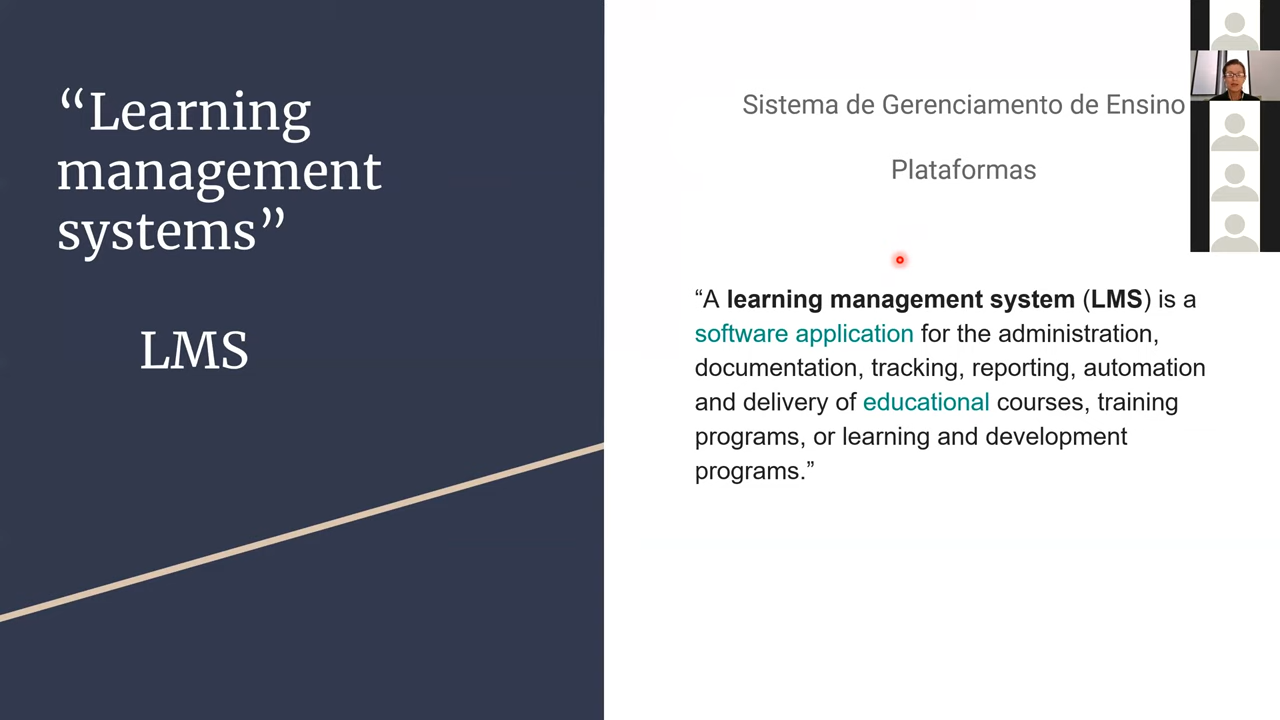 “Learning
management
systems”
LMS
Sistema de Gerenciamento de Ensino
Plataformas
“A learning management system (LMS) is a
software application for the administration,
documentation, tracking, reporting, automation
and delivery of educational courses, training
programs, or learning and development
programs.”